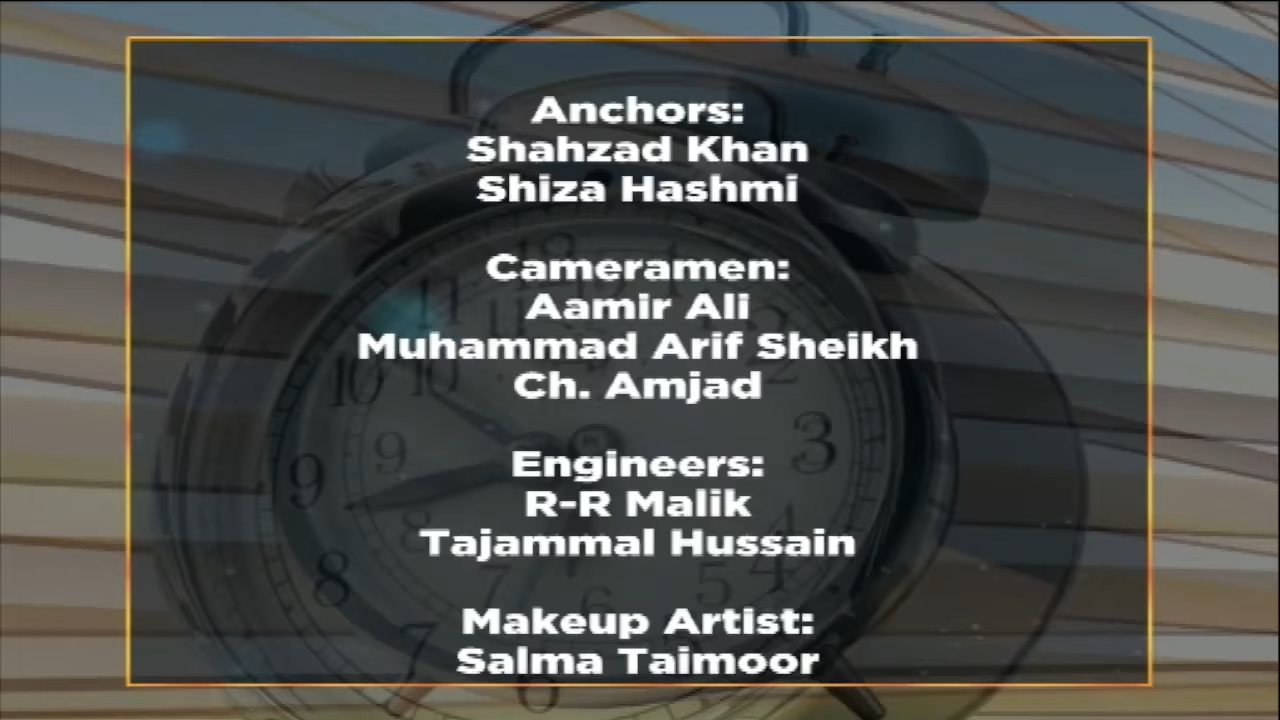 Anchors:
Shahzad Khan
Shiza Hashmi
Cameramen:
Aamir Ali
Muhammad Arif Sheikh
Ch. Amjad
Engineers:
R-R Malik
Tajammal Hussain
Makeup Artist:
Salma Taimoor